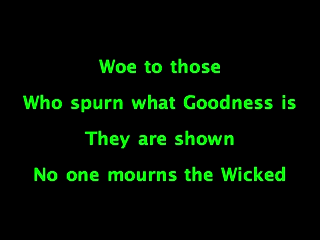 Woe to those
Who spurn what Goodness is
They are shown
No one mourns the Wicked